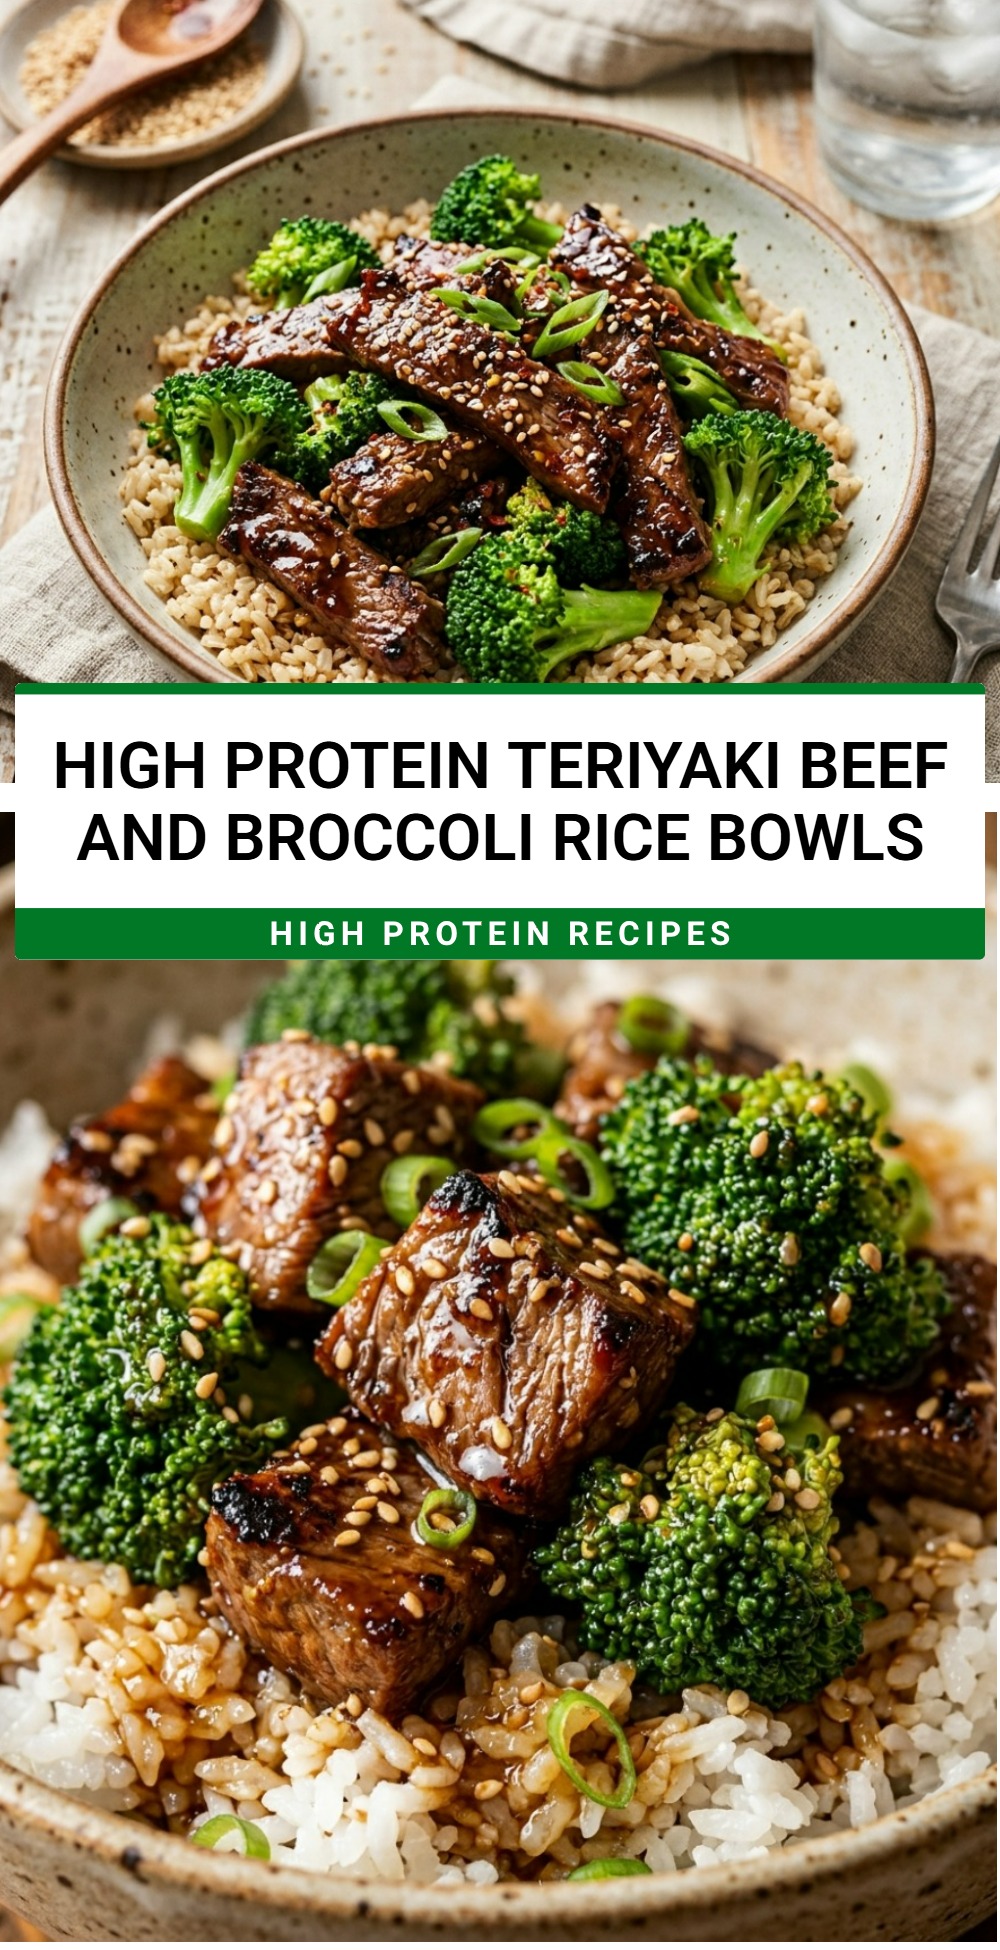 HIGH PROTEIN TERIYAKI BEEF
AND BROCCOLI RICE BOWLS
HIGH PROTEIN RECIPES